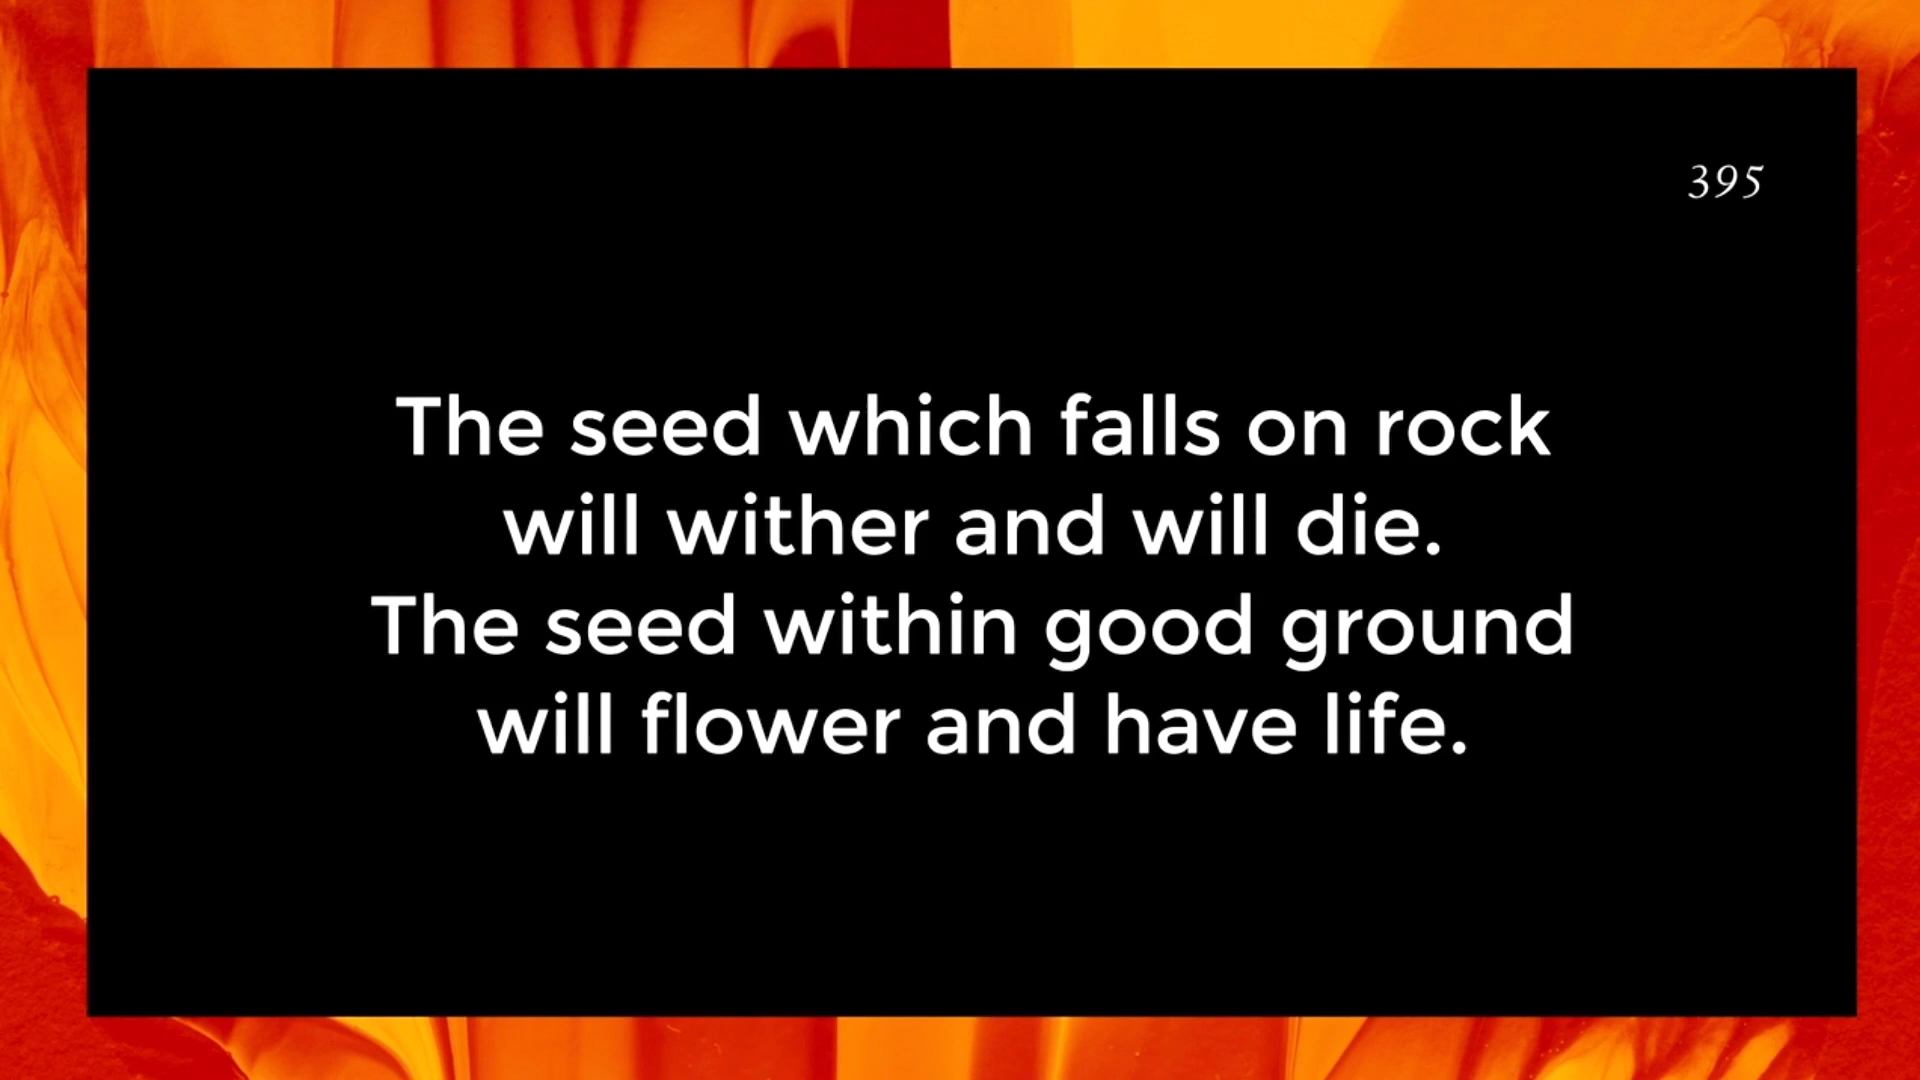 395
The seed which falls on rock
will wither and will die.
The seed within good ground
will flower and have life.